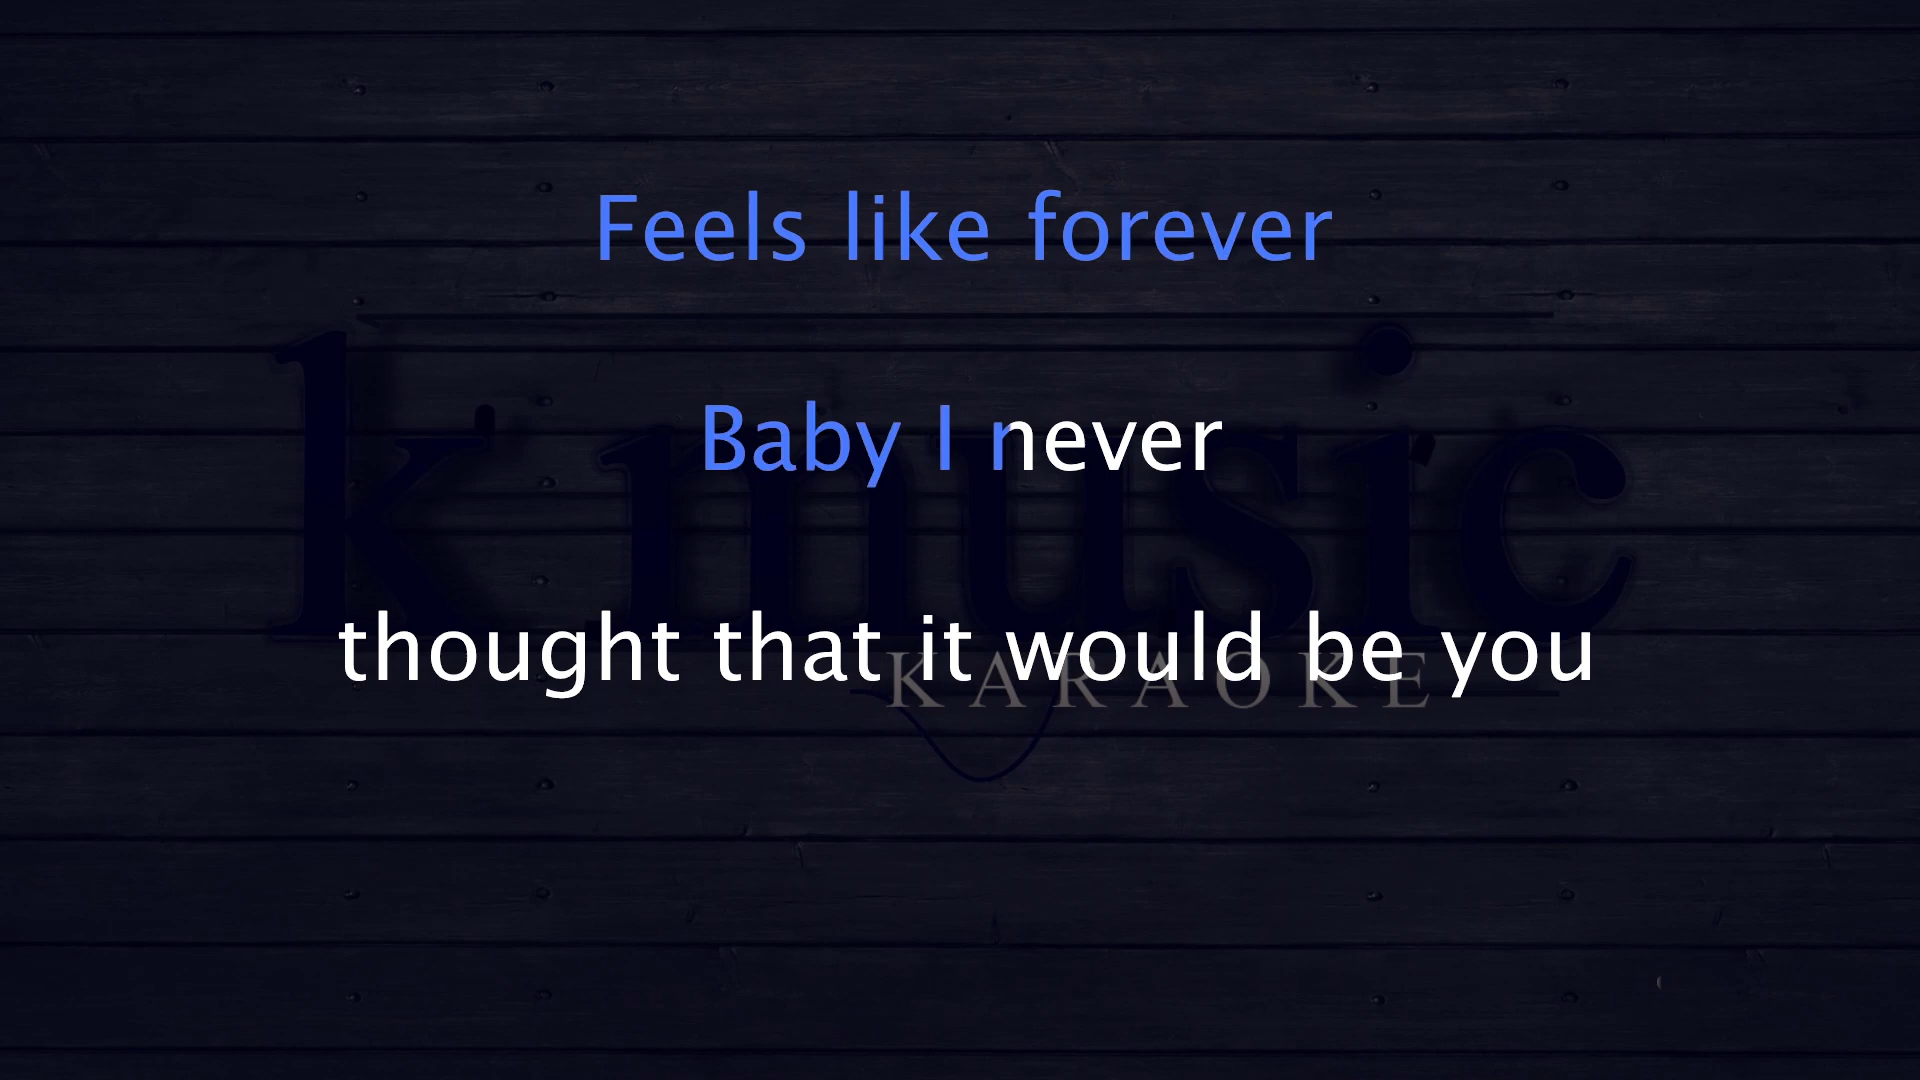 Feels like forever
Baby I never
k music
thought that it would be you
KARAOKE